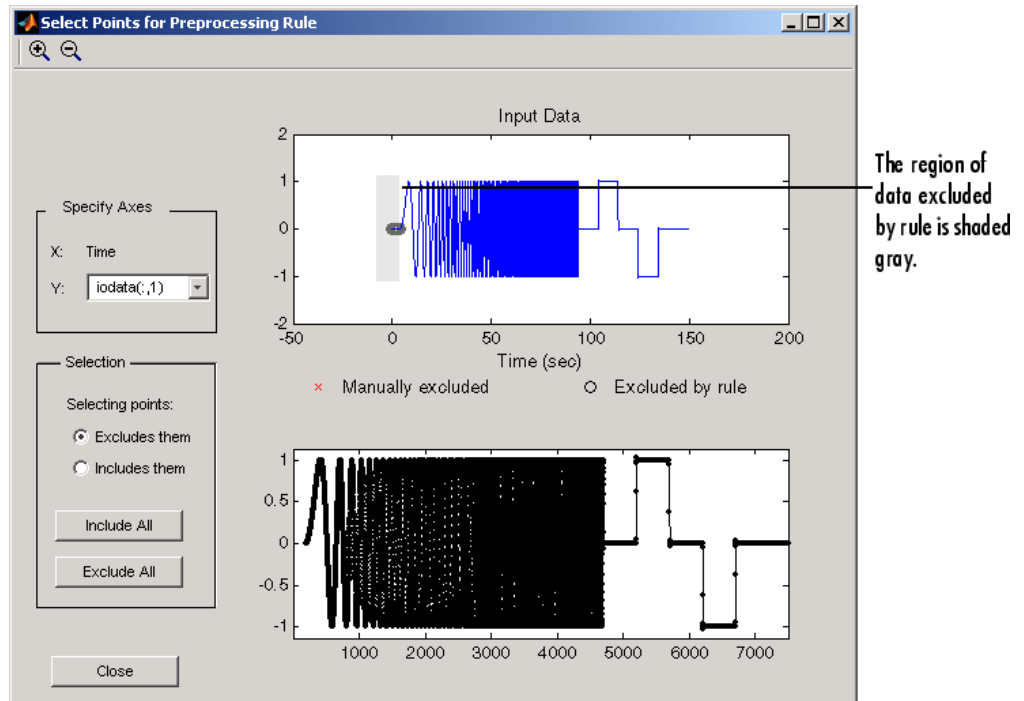 Select Points for Preprocessing Rule
Input Data
2
1
0
-1
-2
-50
0
50
100
150
200
Time (sec)
× Manually excluded
○ Excluded by rule
The region of
data excluded
by rule is shaded
gray.
Specify Axes
X: Time
Y: iodata(:,1)
Selection
Selecting points:
Excludes them
Includes them
Include All
Exclude All
Close
1
0.5
0
-0.5
-1
1000
2000
3000
4000
5000
6000
7000